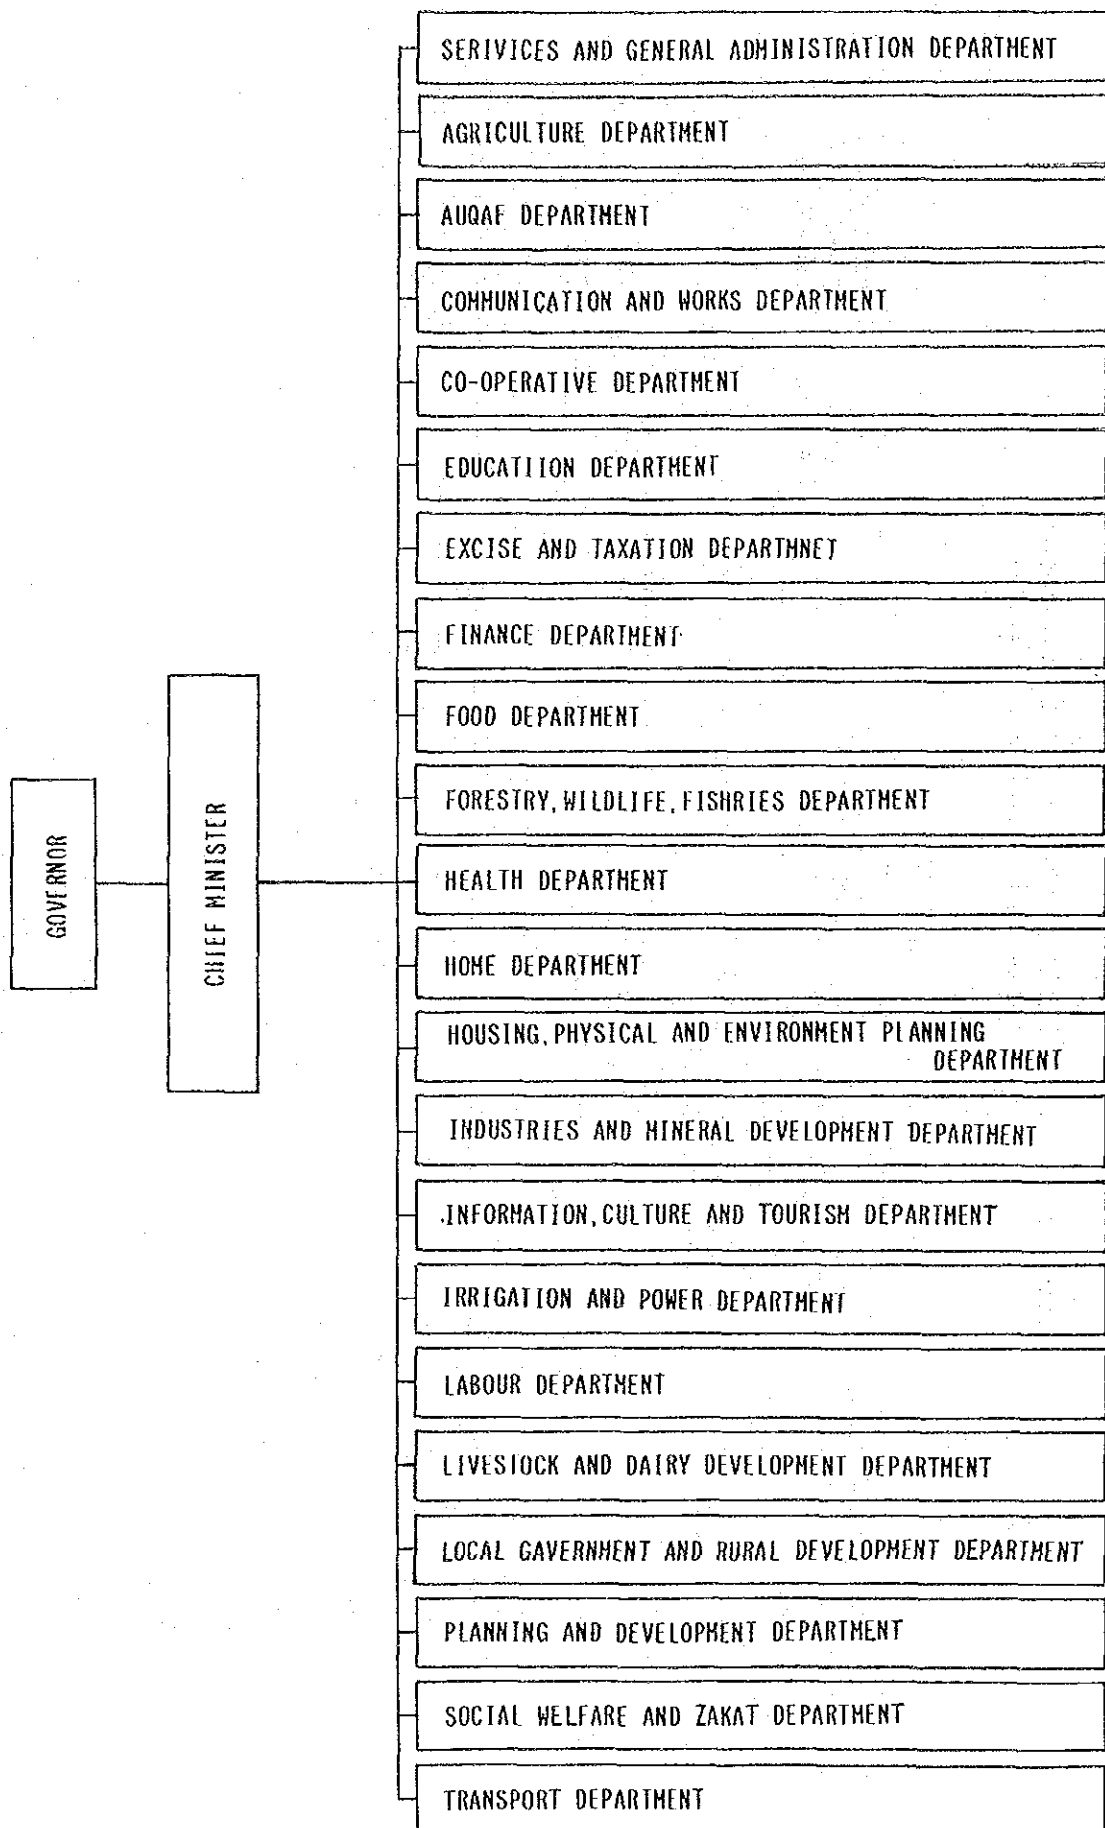 GOVERNOR
CHIEF MINISTER
SERIVICES AND GENERAL ADMINISTRATION DEPARTMENT
AGRICULTURE DEPARTMENT
AUQAF DEPARTMENT
COMMUNICATION AND WORKS DEPARTMENT
CO-OPERATIVE DEPARTMENT
EDUCATIION DEPARTMENT
EXCISE AND TAXATION DEPARTMNET
FINANCE DEPARTMENT
FOOD DEPARTMENT
FORESTRY, WILDLIFE, FISHRIES DEPARTMENT
HEALTH DEPARTMENT
HOME DEPARTMENT
HOUSING, PHYSICAL AND ENVIRONMENT PLANNING
DEPARTMENT
INDUSTRIES AND MINERAL DEVELOPMENT DEPARTMENT
INFORMATION, CULTURE AND TOURISM DEPARTMENT
IRRIGATION AND POWER DEPARTMENT
LABOUR DEPARTMENT
LIVESTOCK AND DAIRY DEVELOPMENT DEPARTMENT
LOCAL GAVERNMENT AND RURAL DEVELOPMENT DEPARTMENT
PLANNING AND DEVELOPMENT DEPARTMENT
SOCIAL WELFARE AND ZAKAT DEPARTMENT
TRANSPORT DEPARTMENT